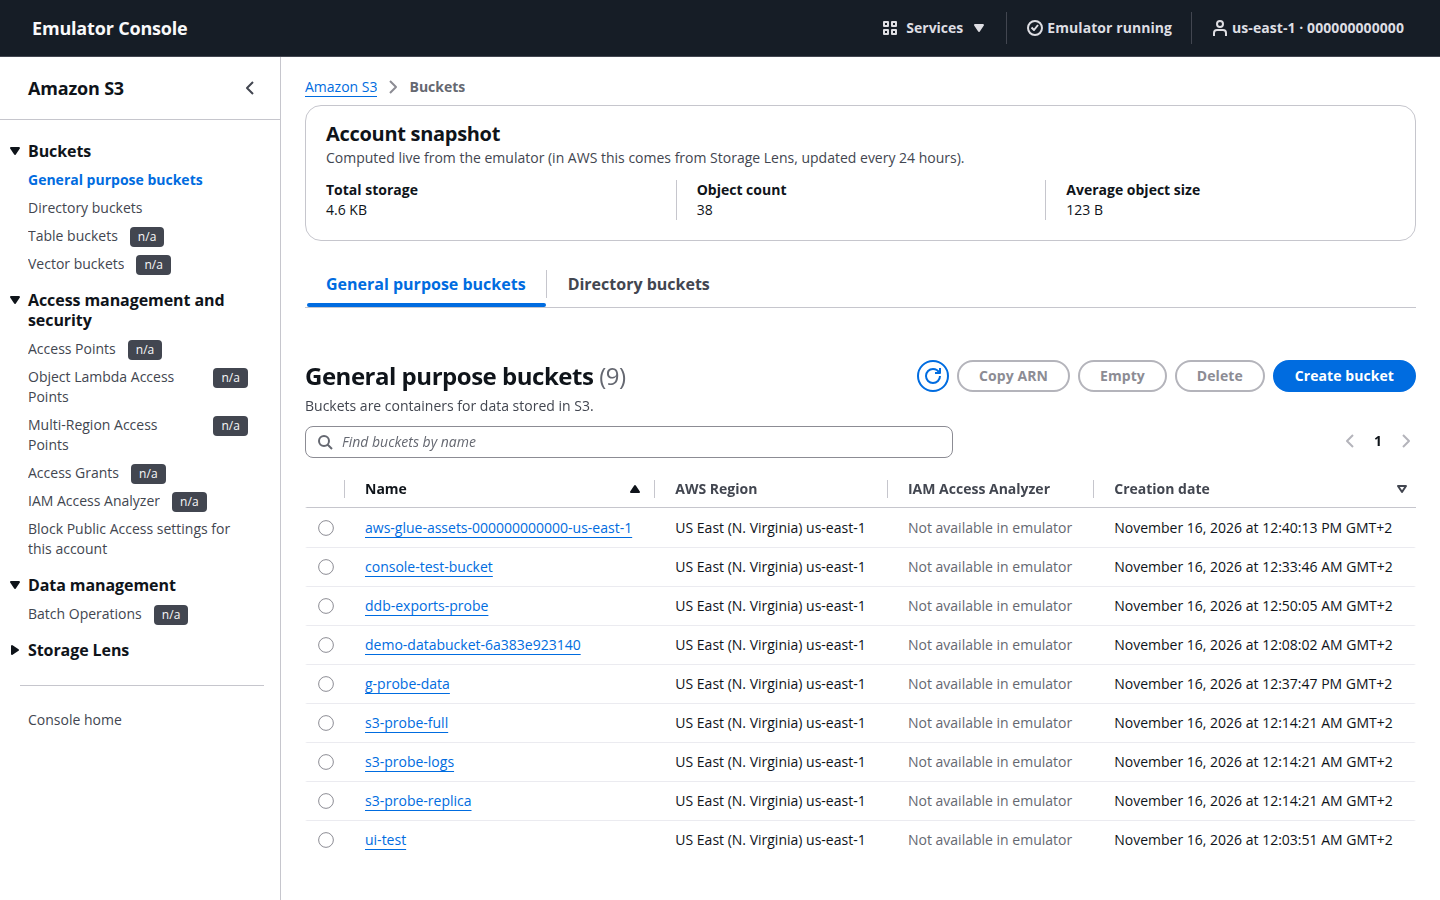 Emulator Console
Services
Emulator running
us-east-1 · 000000000000
Amazon S3
Buckets
General purpose buckets
Directory buckets
Table buckets n/a
Vector buckets n/a
Access management and
security
Access Points n/a
Object Lambda Access n/a
Points
Multi-Region Access n/a
Points
Access Grants n/a
IAM Access Analyzer n/a
Block Public Access settings for
this account
Data management
Batch Operations n/a
Storage Lens
Console home
Amazon S3 Buckets
Account snapshot
Computed live from the emulator (in AWS this comes from Storage Lens, updated every 24 hours).
Total storage Object count Average object size
4.6 KB 38 123 B
General purpose buckets Directory buckets
General purpose buckets (9)
Copy ARN Empty Delete Create bucket
Buckets are containers for data stored in S3.
Find buckets by name
1
Name AWS Region IAM Access Analyzer Creation date
aws-glue-assets-000000000000-us-east-1 US East (N. Virginia) us-east-1 Not available in emulator November 16, 2026 at 12:40:13 PM GMT+2
console-test-bucket US East (N. Virginia) us-east-1 Not available in emulator November 16, 2026 at 12:33:46 AM GMT+2
ddb-exports-probe US East (N. Virginia) us-east-1 Not available in emulator November 16, 2026 at 12:50:05 AM GMT+2
demo-databucket-6a383e923140 US East (N. Virginia) us-east-1 Not available in emulator November 16, 2026 at 12:08:02 AM GMT+2
g-probe-data US East (N. Virginia) us-east-1 Not available in emulator November 16, 2026 at 12:37:47 PM GMT+2
s3-probe-full US East (N. Virginia) us-east-1 Not available in emulator November 16, 2026 at 12:14:21 AM GMT+2
s3-probe-logs US East (N. Virginia) us-east-1 Not available in emulator November 16, 2026 at 12:14:21 AM GMT+2
s3-probe-replica US East (N. Virginia) us-east-1 Not available in emulator November 16, 2026 at 12:14:21 AM GMT+2
ui-test US East (N. Virginia) us-east-1 Not available in emulator November 16, 2026 at 12:03:51 AM GMT+2